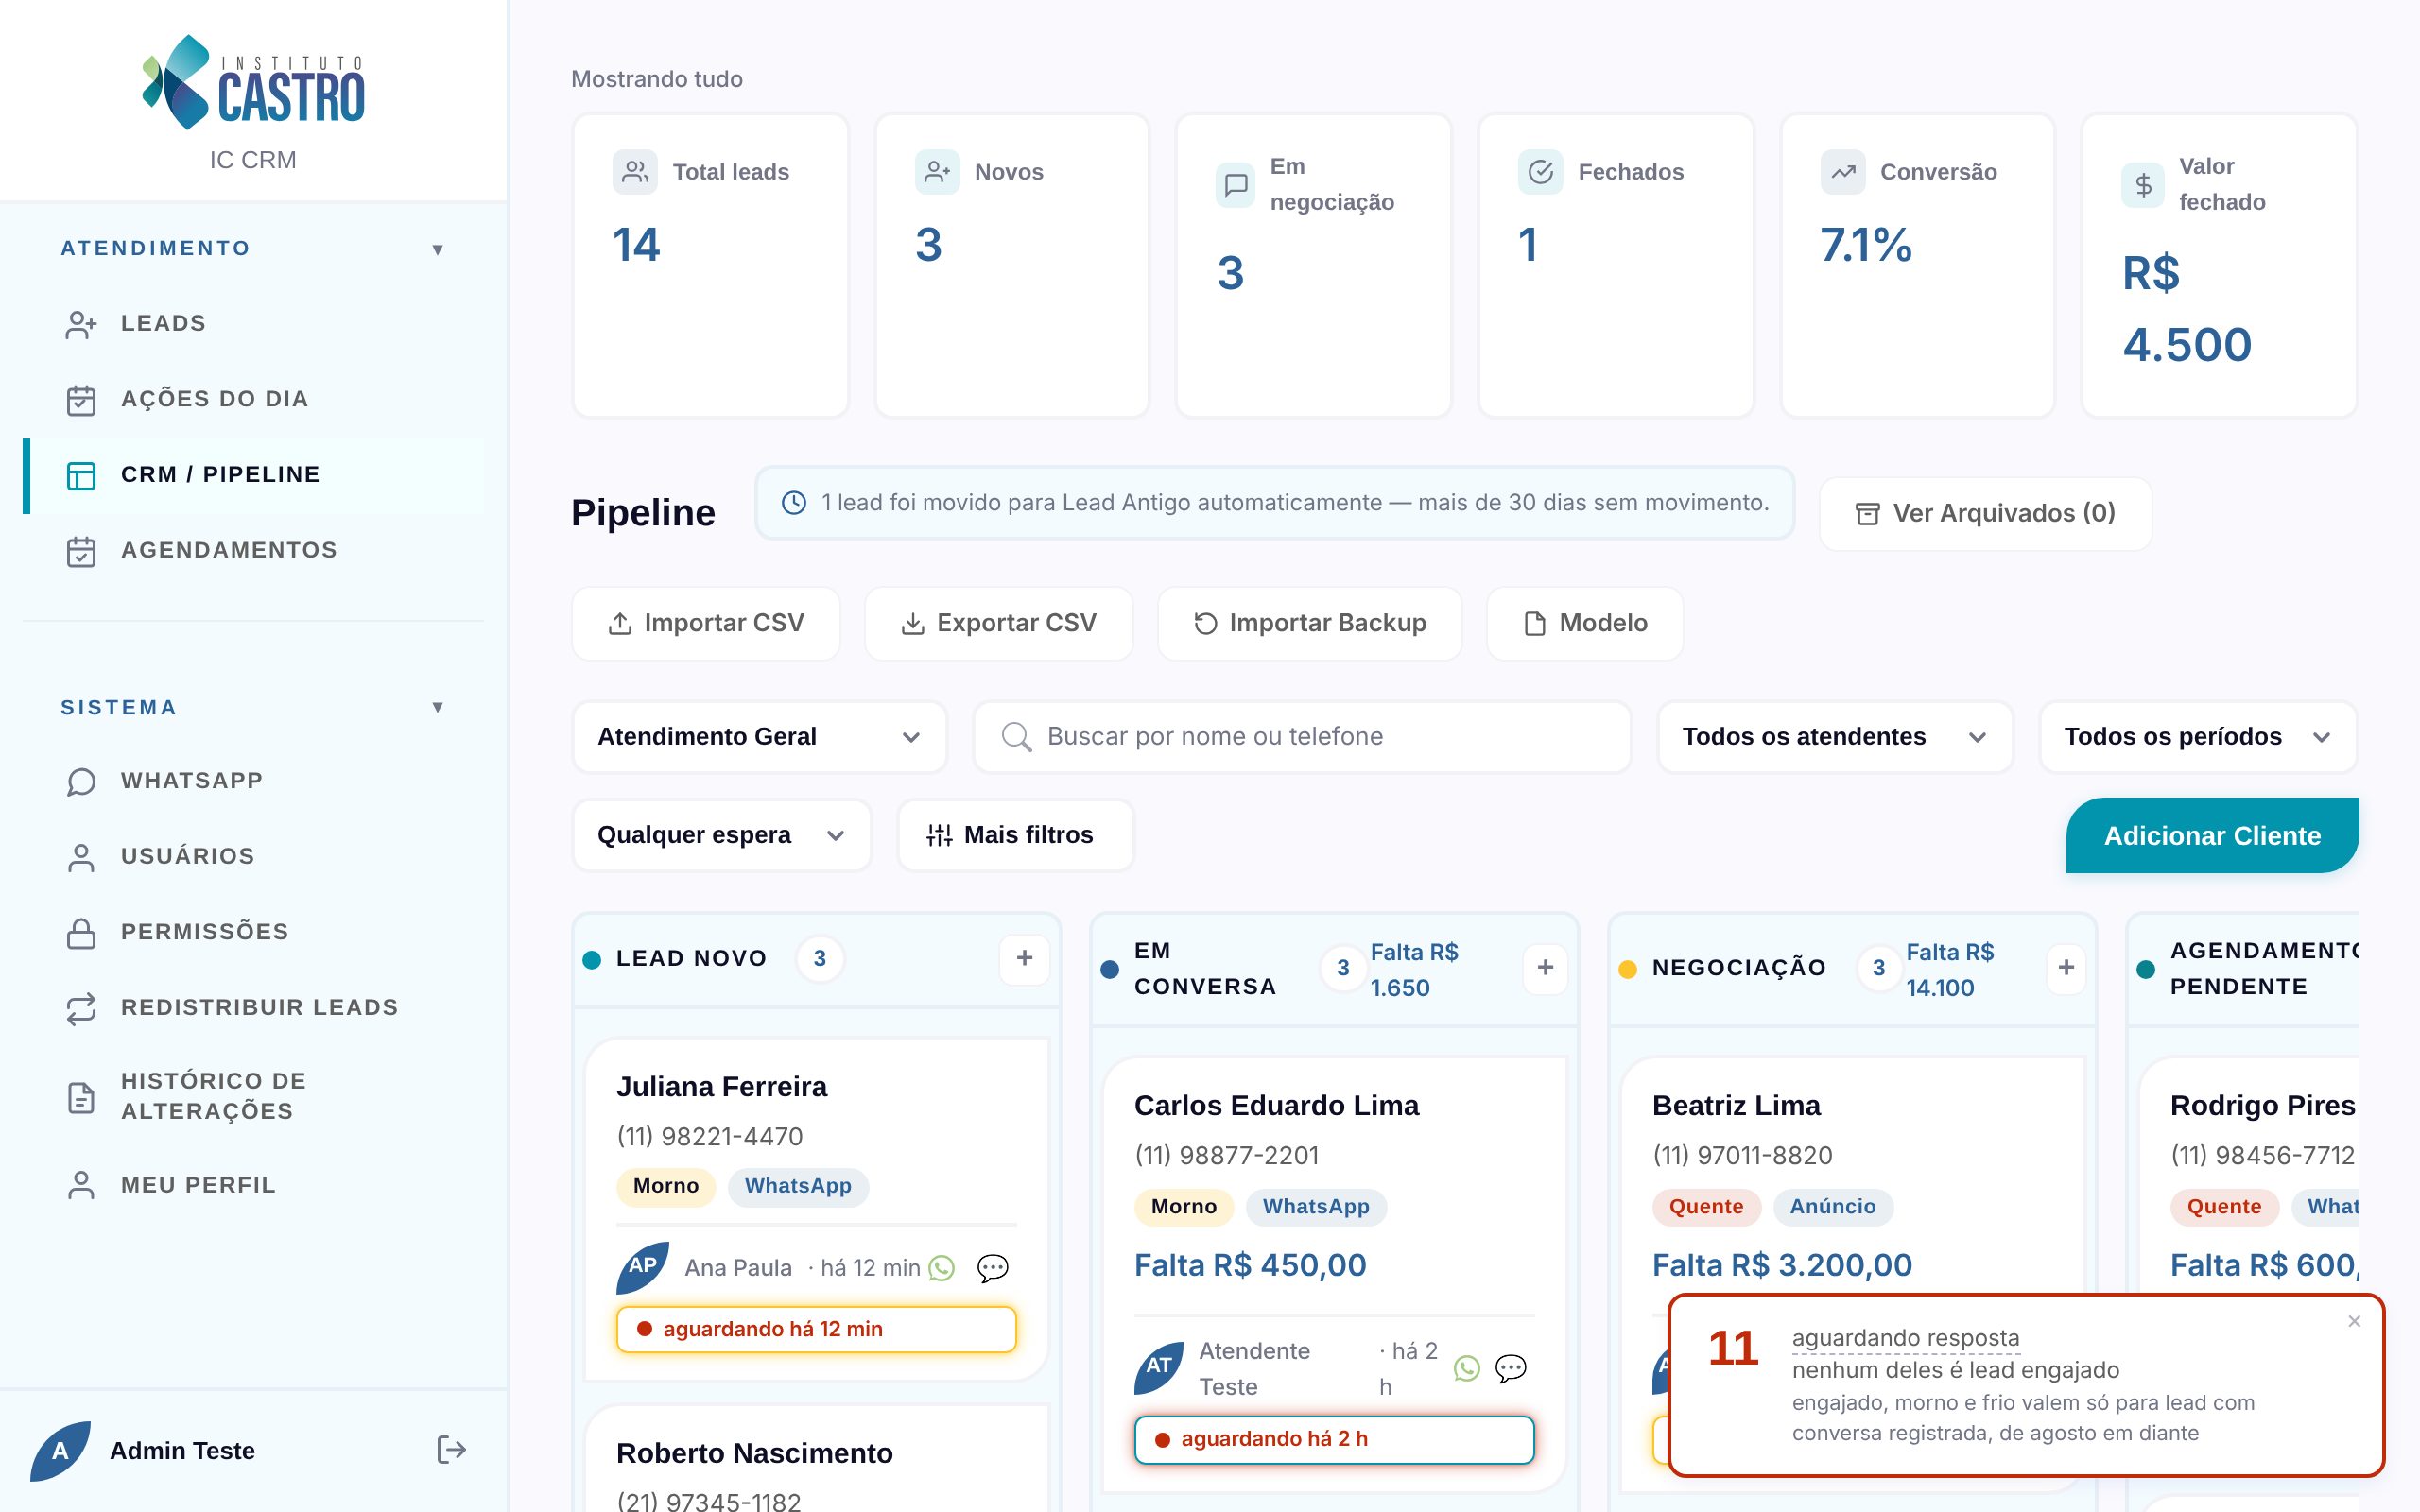 INSTITUTO
CASTRO
IC CRM
ATENDIMENTO
LEADS
AÇÕES DO DIA
CRM / PIPELINE
AGENDAMENTOS
SISTEMA
WHATSAPP
USUÁRIOS
PERMISSÕES
REDISTRIBUIR LEADS
HISTÓRICO DE
ALTERAÇÕES
MEU PERFIL
A Admin Teste
Mostrando tudo
Total leads
14
Novos
3
Em
negociação
3
Fechados
1
Conversão
7.1%
Valor
fechado
R$
4.500
Pipeline
1 lead foi movido para Lead Antigo automaticamente — mais de 30 dias sem movimento.
Ver Arquivados (0)
Importar CSV
Exportar CSV
Importar Backup
Modelo
Atendimento Geral
Buscar por nome ou telefone
Todos os atendentes
Todos os períodos
Qualquer espera
Mais filtros
Adicionar Cliente
LEAD NOVO 3 +
Juliana Ferreira
(11) 98221-4470
Morno WhatsApp
AP Ana Paula · há 12 min
aguardando há 12 min
Roberto Nascimento
(21) 97345-1182
EM
CONVERSA
3
Falta R$
1.650
+
Carlos Eduardo Lima
(11) 98877-2201
Morno WhatsApp
Falta R$ 450,00
AT
Atendente
Teste
· há 2
h
aguardando há 2 h
NEGOCIAÇÃO
3
Falta R$
14.100
+
Beatriz Lima
(11) 97011-8820
Quente Anúncio
Falta R$ 3.200,00
AGENDAMENTO
PENDENTE
Rodrigo Pires
(11) 98456-7712
Quente What
Falta R$ 600,
11
aguardando resposta
nenhum deles é lead engajado
engajado, morno e frio valem só para lead com
conversa registrada, de agosto em diante
×